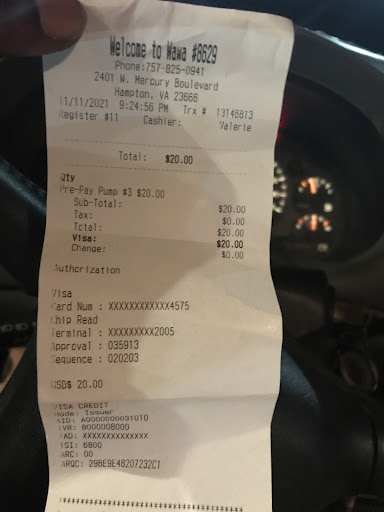 Welcome to Wawa #8629
Phone:757-825-0941
2401 W. Mercury Boulevard
Hampton, VA 23666
11/11/2021 9:24:56 PM Trx # 13146813
Register #11 Cashier: Valerie
Total: $20.00
Qty
Pre-Pay Pump #3 $20.00
Sub-Total: $20.00
Tax: $0.00
Total: $20.00
Visa: $20.00
Change: $0.00
Authorization
Visa
Card Num : XXXXXXXXXXXX4575
Chip Read
Terminal : XXXXXXXXX2005
Approval : 035913
Sequence : 020203
USD$ 20.00
VISA CREDIT
Mode: Issuer
AID: A0000000031010
TVR: 8000008000
IAD: XXXXXXXXXXXXXX
TSI: 6800
ARC: 00
ARQC: 29BE9E48207232C1